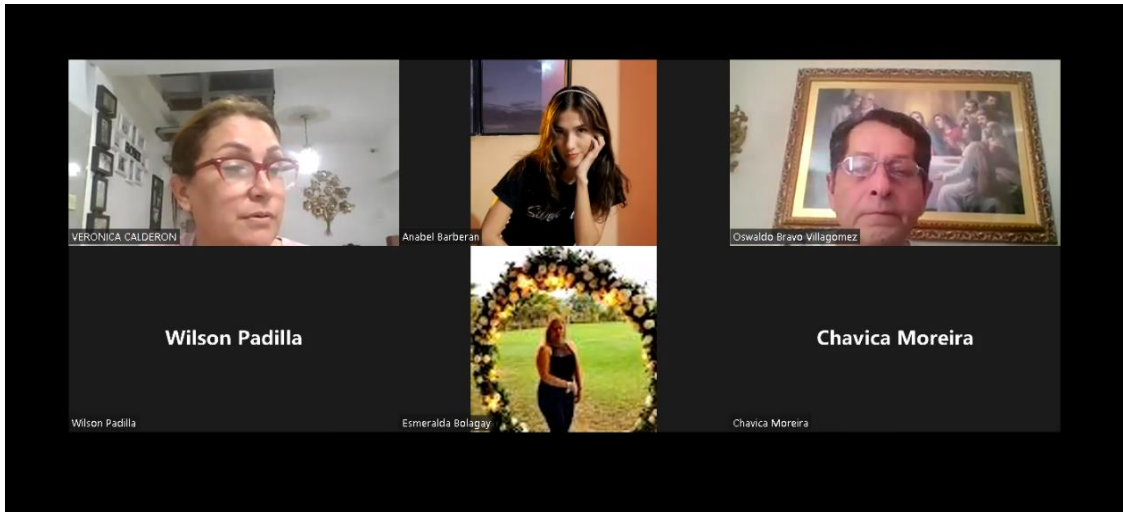 VERONICA CALDERON
Anabel Barberan
Oswaldo Bravo Villagomez
Wilson Padilla
Chavica Moreira
Wilson Padilla
Esmeralda Bolagay
Chavica Moreira